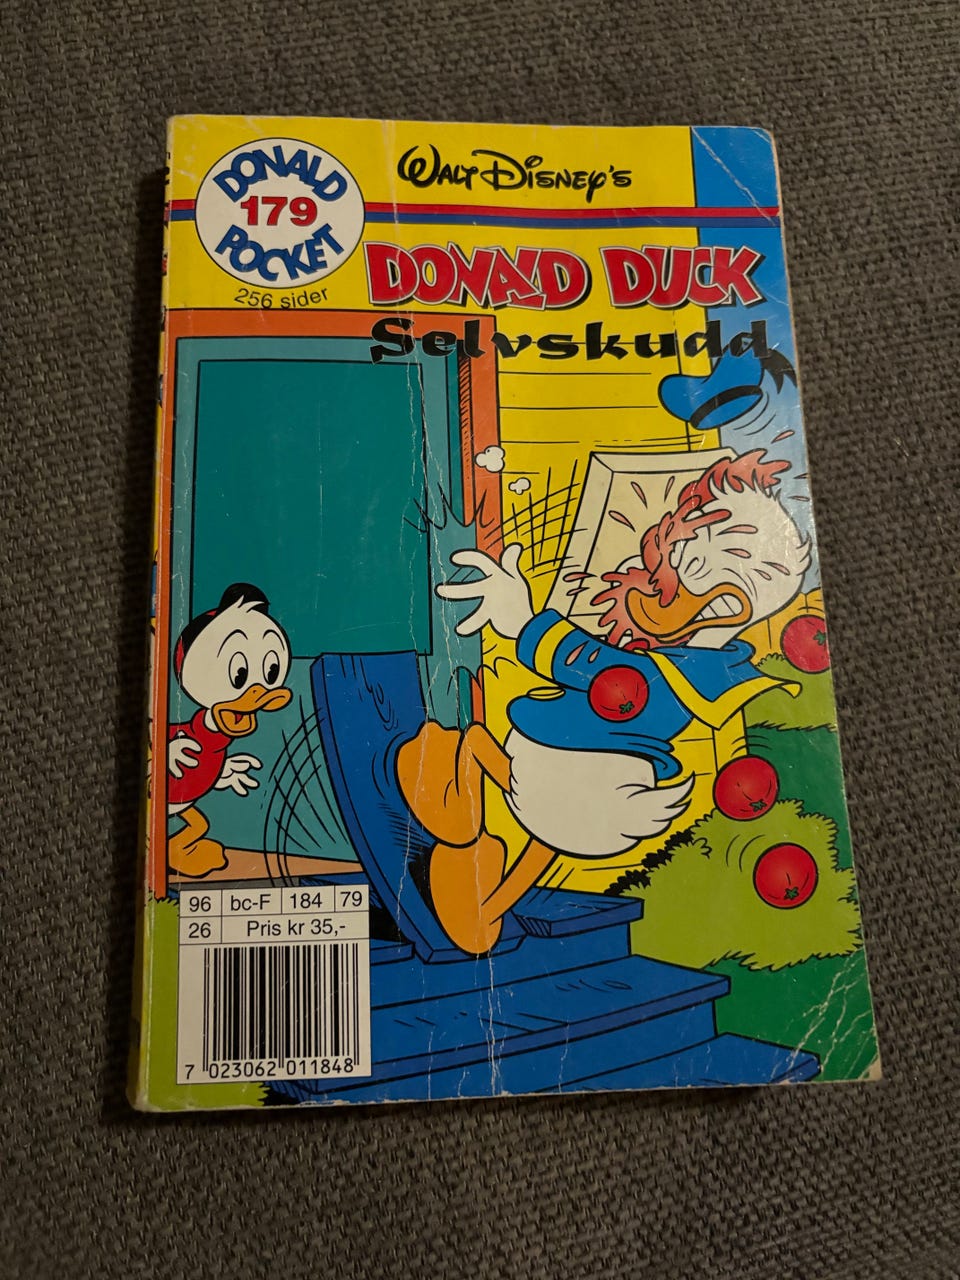 DONALD
179
POCKET
256 sider
WALT DISNEY'S
DONALD DUCK
Selvskudd
96 bc-F 184 79
26 Pris kr 35,-
7 023062 011848